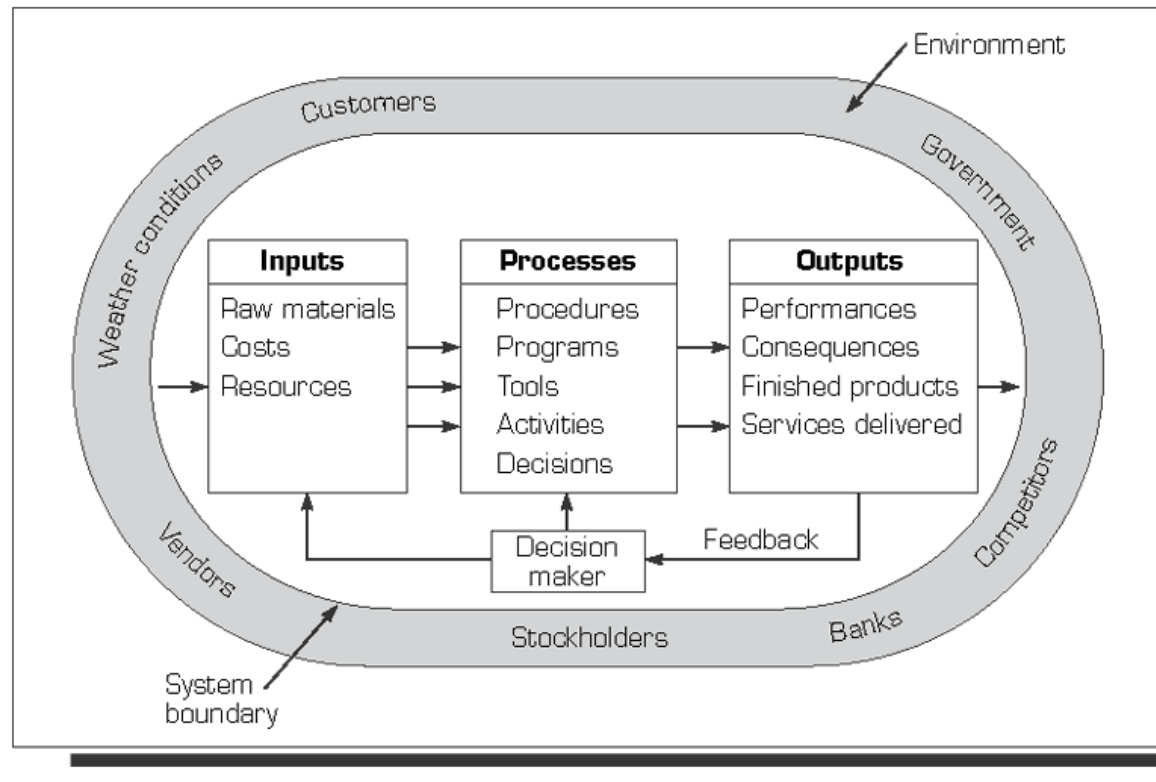 Environment
Customers
Government
Weather conditions
Inputs
Raw materials
Costs
Resources
Processes
Procedures
Programs
Tools
Activities
Decisions
Outputs
Performances
Consequences
Finished products
Services delivered
Decision
maker
Feedback
Competitors
Vendors
Stockholders
Banks
System
boundary